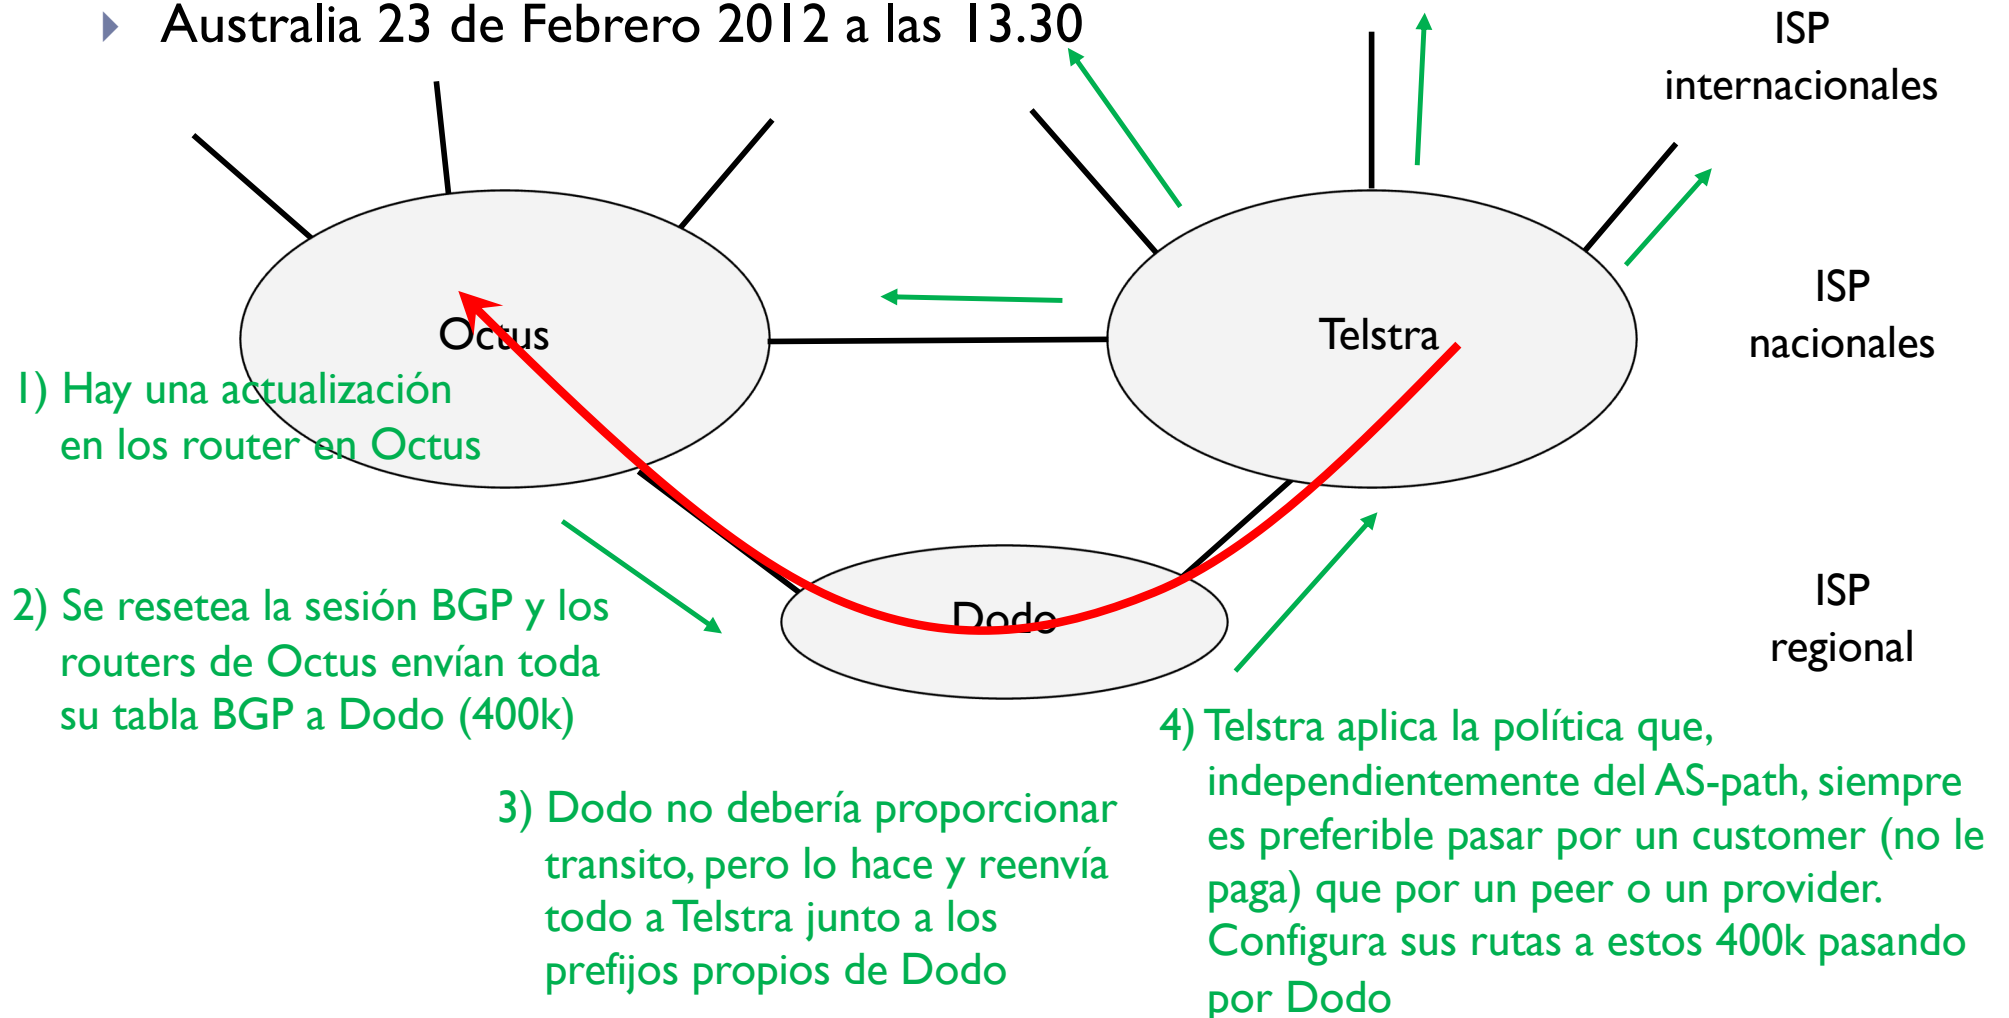 Australia 23 de Febrero 2012 a las 13.30
ISP
internacionales
Octus
Telstra
ISP
nacionales
1) Hay una actualización
en los router en Octus
Dodo
ISP
regional
2) Se resetea la sesión BGP y los
routers de Octus envían toda
su tabla BGP a Dodo (400k)
3) Dodo no debería proporcionar
transito, pero lo hace y reenvía
todo a Telstra junto a los
prefijos propios de Dodo
4) Telstra aplica la política que,
independientemente del AS-path, siempre
es preferible pasar por un customer (no le
paga) que por un peer o un provider.
Configura sus rutas a estos 400k pasando
por Dodo